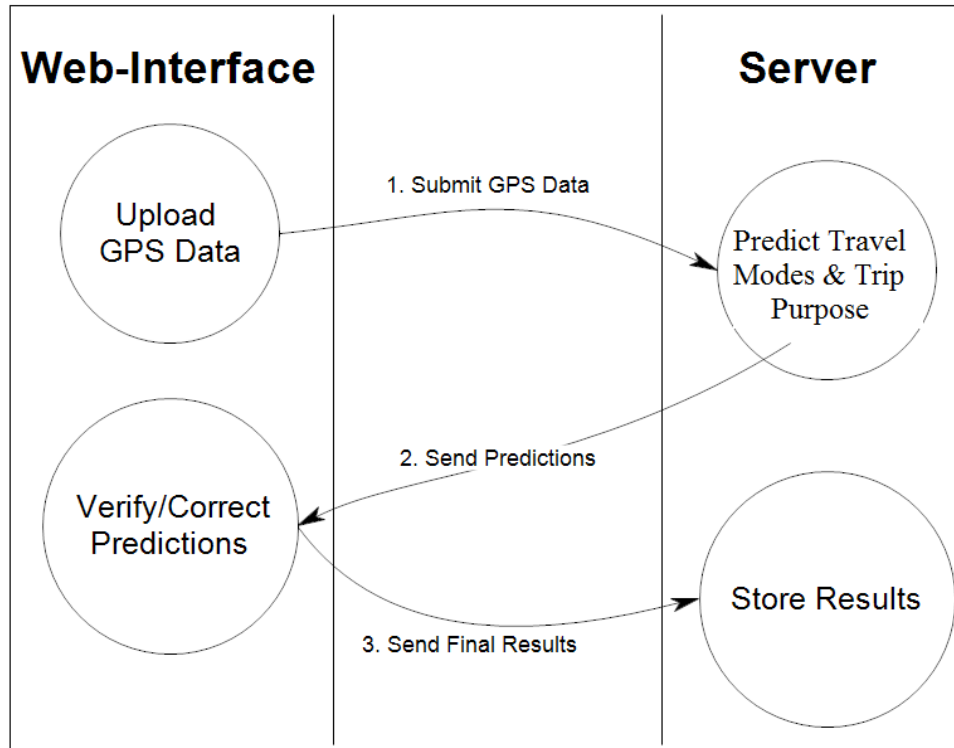 Web-Interface
Server
Upload
GPS Data
1. Submit GPS Data
Predict Travel
Modes & Trip
Purpose
2. Send Predictions
Verify/Correct
Predictions
3. Send Final Results
Store Results